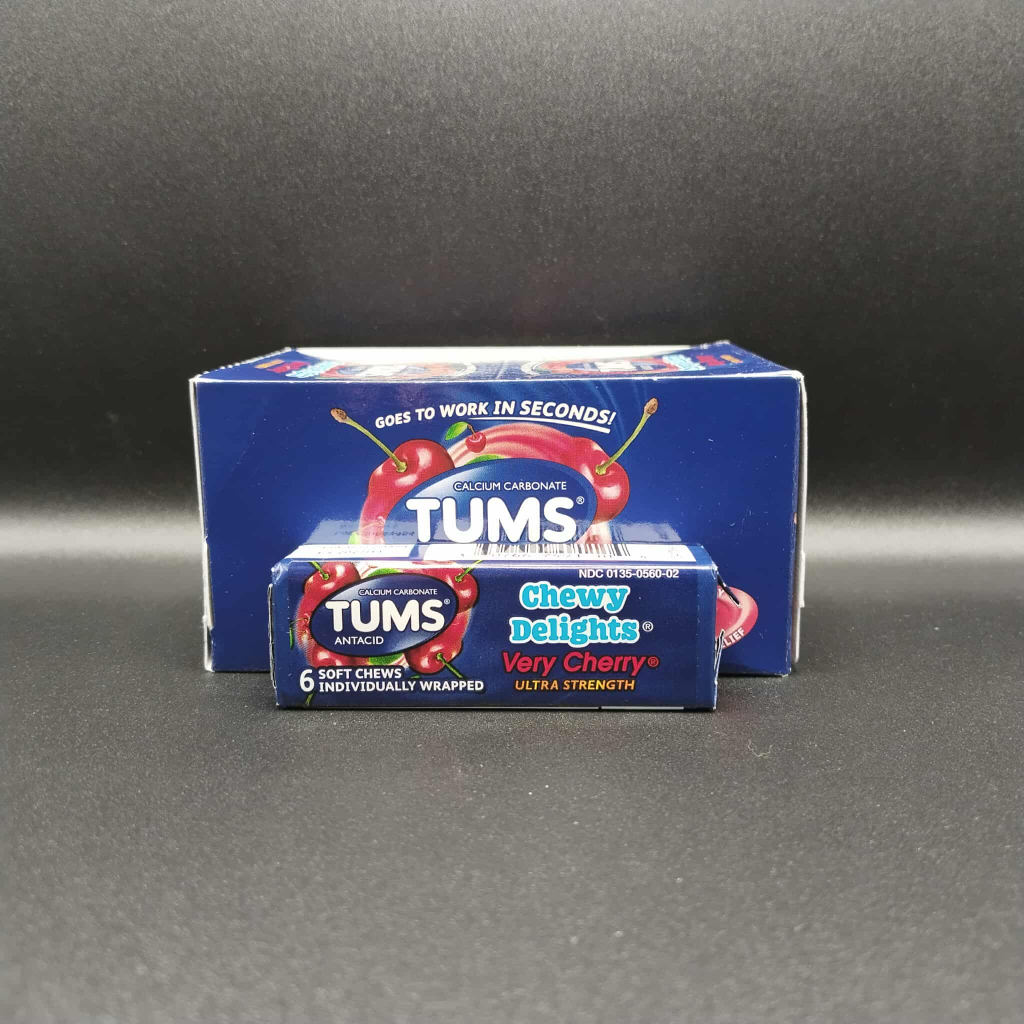 GOES TO WORK IN SECONDS!
CALCIUM CARBONATE
TUMS®
LIEF
NDC 0135-0560-02
CALCIUM CARBONATE
TUMS®
ANTACID
6 SOFT CHEWS
INDIVIDUALLY WRAPPED
Chewy
Delights®
Very Cherry®
ULTRA STRENGTH